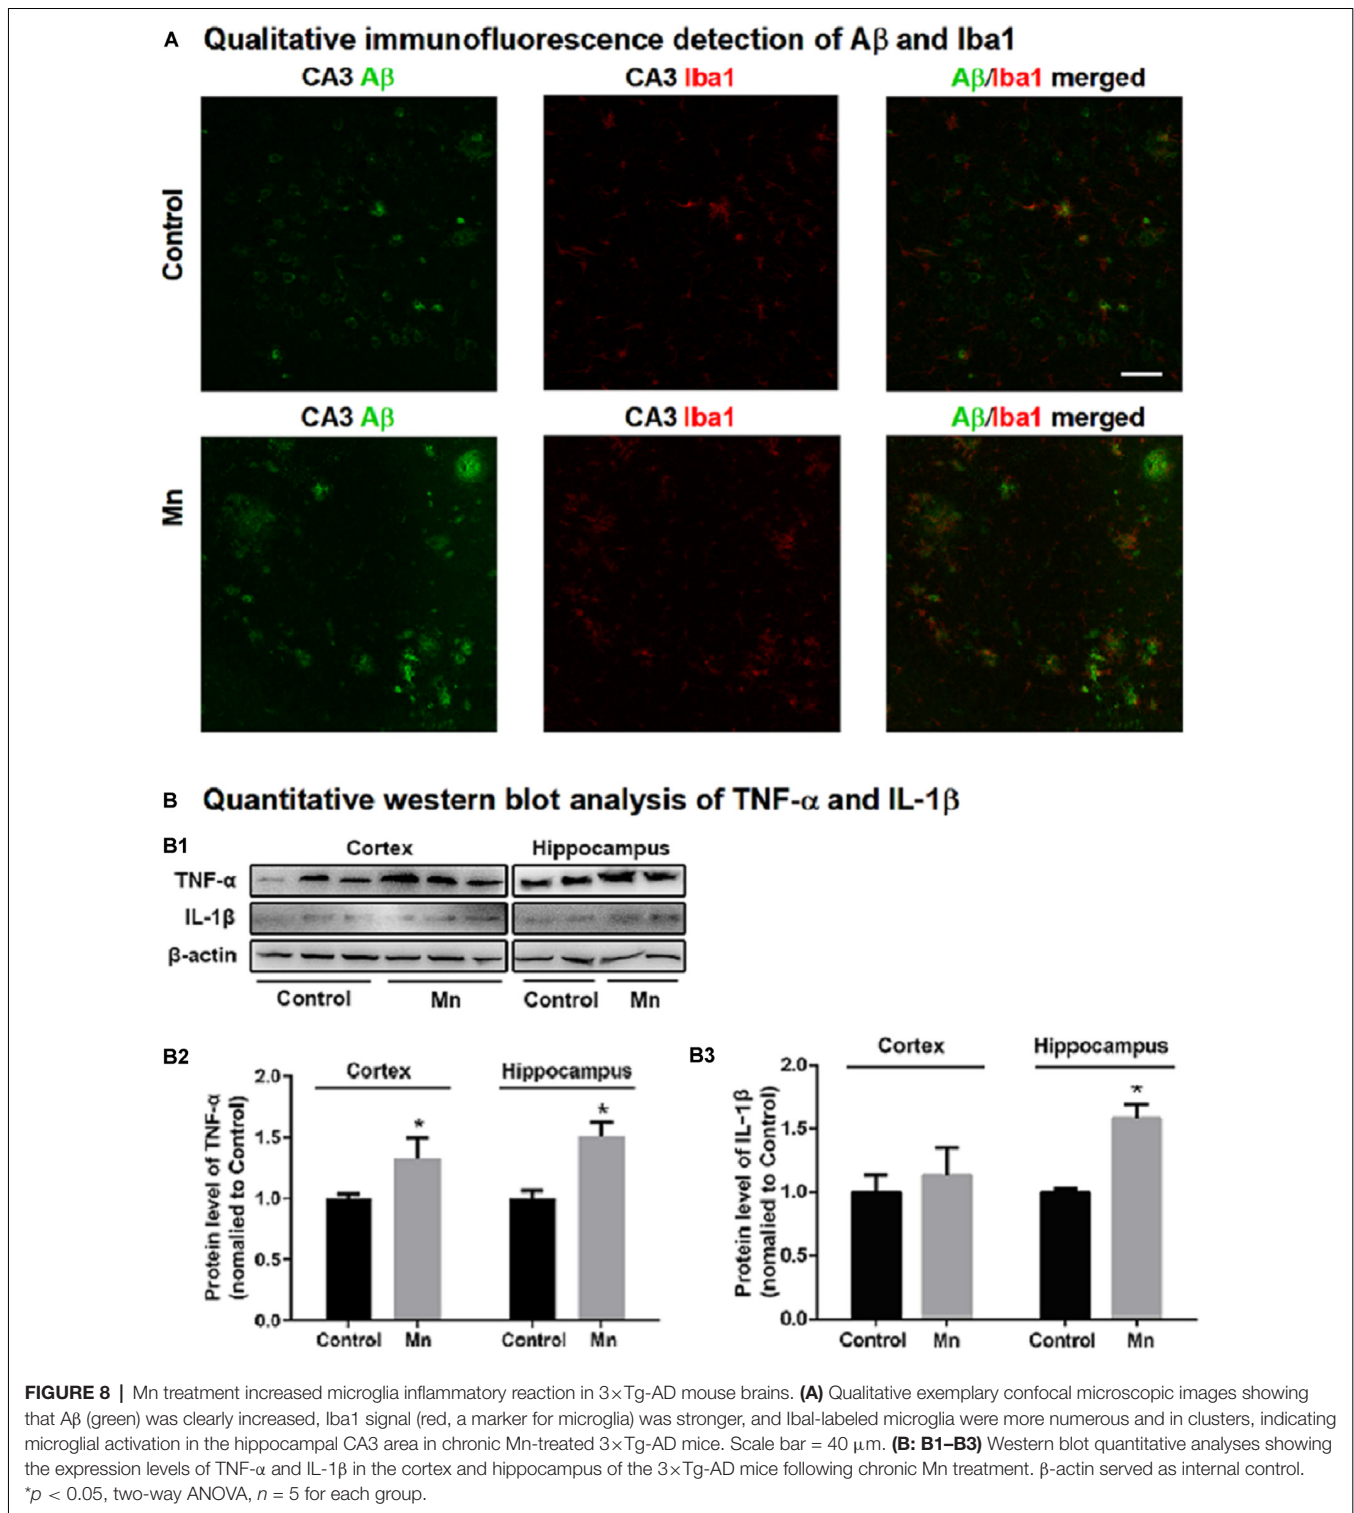 A Qualitative immunofluorescence detection of Aβ and Iba1
CA3 Aβ
CA3 Iba1
Aβ/Iba1 merged
Control
CA3 Aβ
CA3 Iba1
Aβ/Iba1 merged
Mn
B Quantitative western blot analysis of TNF-α and IL-1β
B1
Cortex
Hippocampus
TNF-α
IL-1β
β-actin
Control
Mn
Control
Mn
B2
Cortex
Hippocampus
Protein level of TNF-α
(nomalied to Control)
2.0
1.5
1.0
0.5
0.0
*
*
Control
Mn
Control
Mn
B3
Cortex
Hippocampus
Protein level of IL-1β
(nomalied to Control)
2.0
1.5
1.0
0.5
0.0
*
Control
Mn
Control
Mn
FIGURE 8 | Mn treatment increased microglia inflammatory reaction in 3×Tg-AD mouse brains. (A) Qualitative exemplary confocal microscopic images showing
that Aβ (green) was clearly increased, Iba1 signal (red, a marker for microglia) was stronger, and Ibal-labeled microglia were more numerous and in clusters, indicating
microglial activation in the hippocampal CA3 area in chronic Mn-treated 3×Tg-AD mice. Scale bar = 40 μm. (B: B1–B3) Western blot quantitative analyses showing
the expression levels of TNF-α and IL-1β in the cortex and hippocampus of the 3×Tg-AD mice following chronic Mn treatment. β-actin served as internal control.
*p < 0.05, two-way ANOVA, n = 5 for each group.